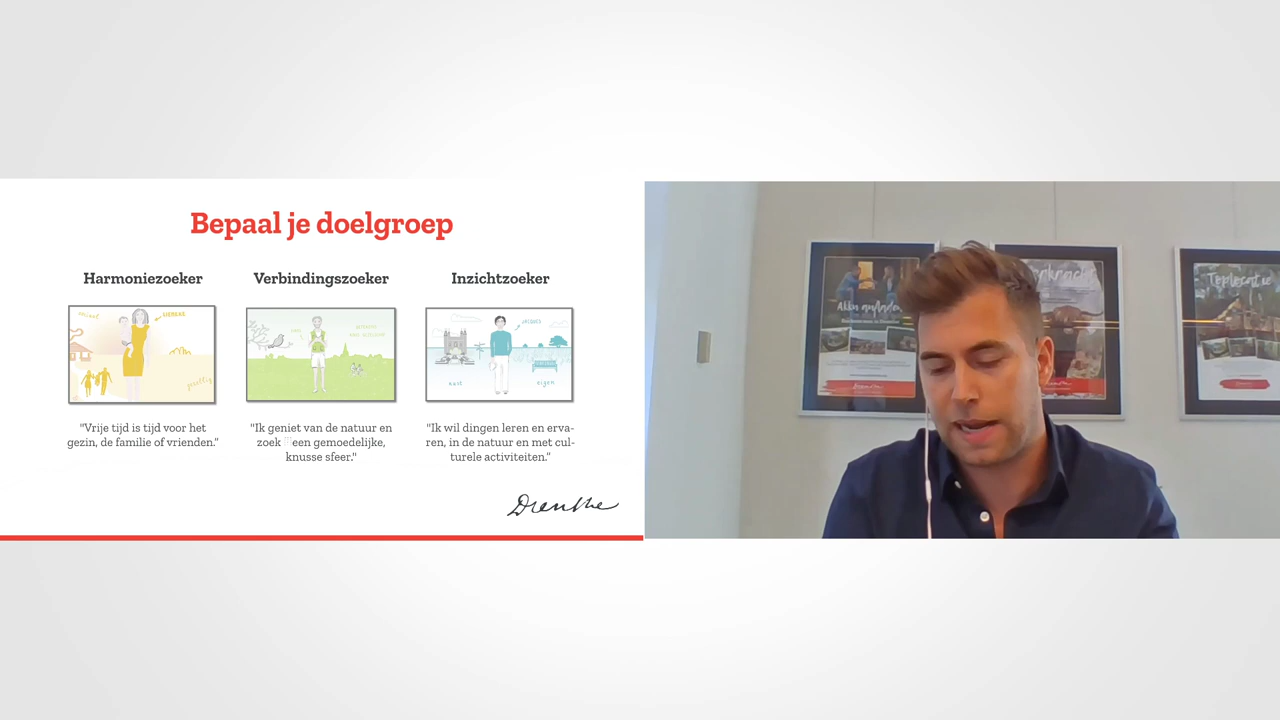 Bepaal je doelgroep
Harmoniezoeker
Verbindingszoeker
Inzichtzoeker
"Vrije tijd is tijd voor het
gezin, de familie of vrienden."
"Ik geniet van de natuur en
zoek een gemoedelijke,
knusse sfeer."
"Ik wil dingen leren en erva-
ren, in de natuur en met cul-
turele activiteiten."
Drenthe
prettig
eigen